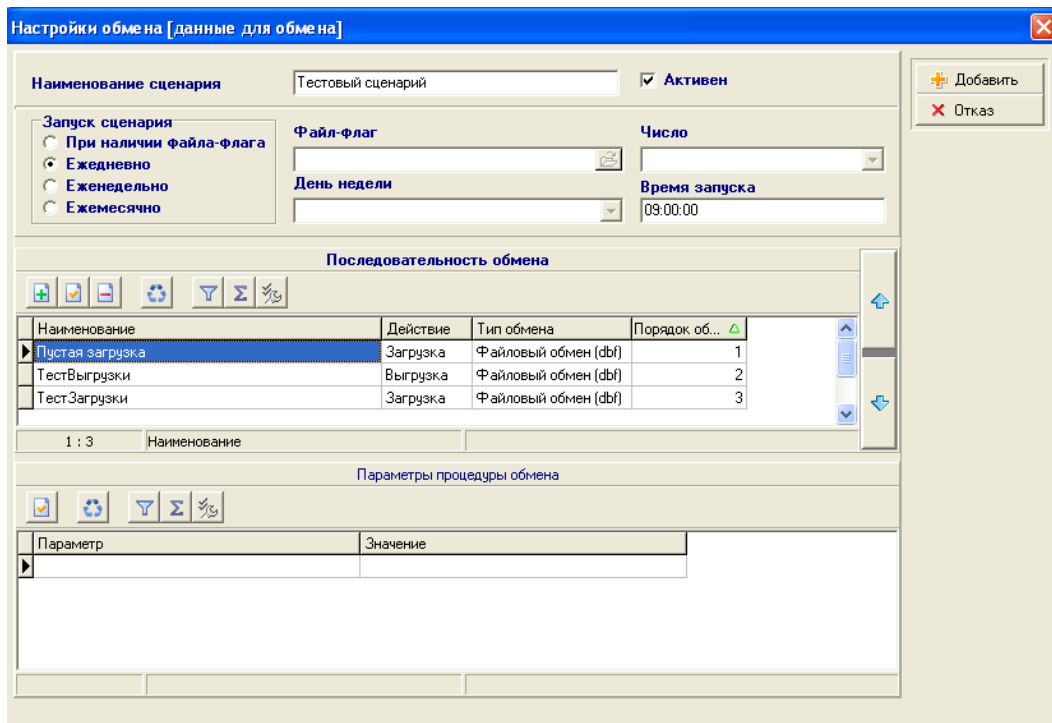 Настройки обмена [данные для обмена]
Добавить
Отказ
Наименование сценария
Тестовый сценарий
Активен
Запуск сценария
При наличии файла-флага
Ежедневно
Еженедельно
Ежемесячно
Файл-флаг
Число
День недели
Время запуска
09:00:00
Последовательность обмена
Наименование Действие Тип обмена Порядок об...
Пустая загрузка Загрузка Файловый обмен (dbf) 1
ТестВыгрузки Выгрузка Файловый обмен (dbf) 2
ТестЗагрузки Загрузка Файловый обмен (dbf) 3
1 : 3 Наименование
Параметры процедуры обмена
Параметр Значение